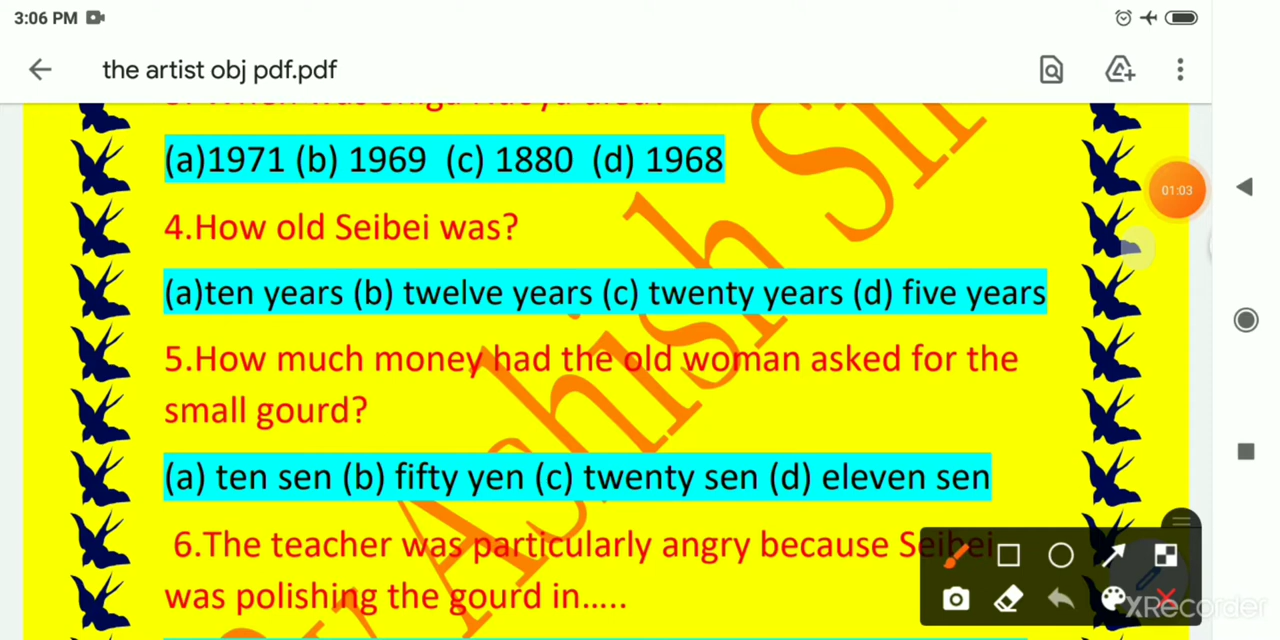 3:06 PM
the artist obj pdf.pdf
(a)1971 (b) 1969 (c) 1880 (d) 1968
01:03
4.How old Seibei was?
(a)ten years (b) twelve years (c) twenty years (d) five years
5.How much money had the old woman asked for the
small gourd?
(a) ten sen (b) fifty yen (c) twenty sen (d) eleven sen
6.The teacher was particularly angry because Seibei
was polishing the gourd in.....
By Ashish Sir
XRecorder